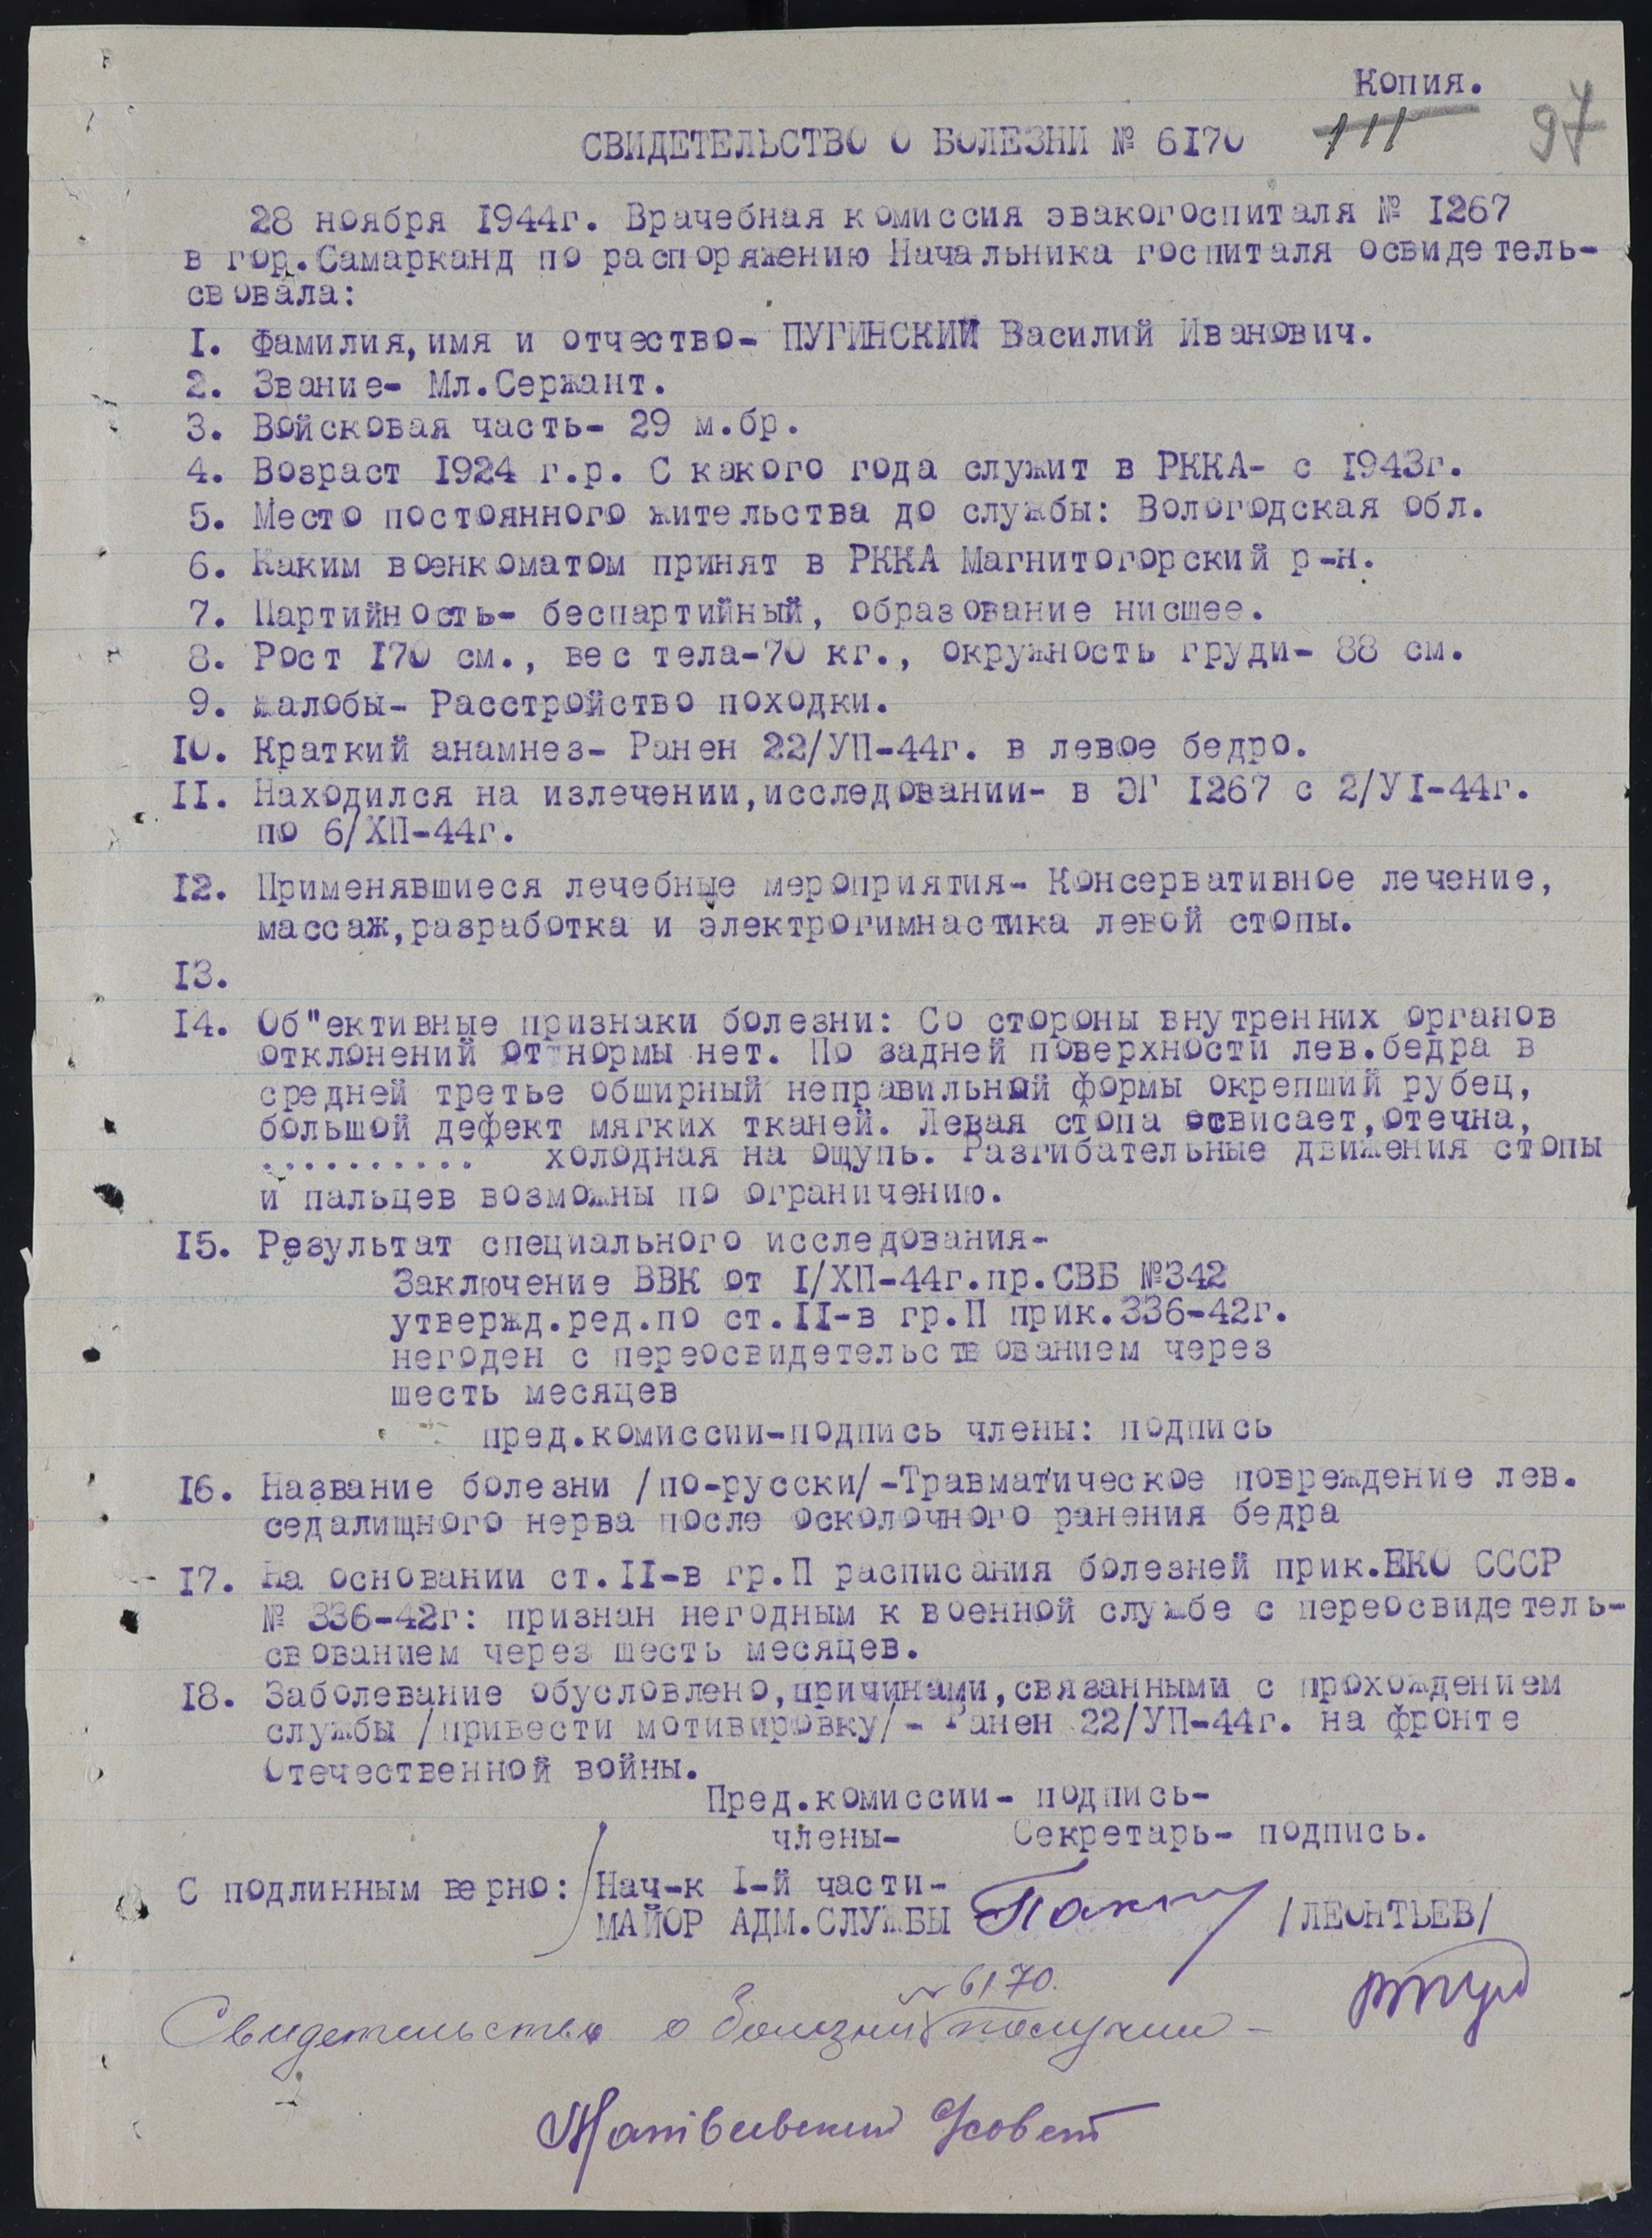 Копия.
111 97
СВИДЕТЕЛЬСТВО О БОЛЕЗНИ № 6170
28 ноября 1944г. Врачебная комиссия эвакогоспиталя № 1267
в гор.Самарканд по распоряжению Начальника госпиталя освидетель-
свовала:
1. Фамилия,имя и отчество- ПУГИНСКИЙ Василий Иванович.
2. Звание- Мл.Сержант.
3. Войсковая часть- 29 м.бр.
4. Возраст 1924 г.р. С какого года служит в РККА- с 1943г.
5. Место постоянного жительства до службы: Вологодская обл.
6. Каким военкоматом принят в РККА Магнитогорский р-н.
7. Партийность- беспартийный, образование нисшее.
8. Рост 170 см., вес тела-70 кг., окружность груди- 88 см.
9. жалобы- Расстройство походки.
10. Краткий анамнез- Ранен 22/УП-44г. в левое бедро.
11. Находился на излечении,исследовании- в ЭГ 1267 с 2/УI-44г.
по 6/ХП-44г.
12. Применявшиеся лечебные мероприятия- Консервативное лечение,
массаж,разработка и электрогимнастика левой стопы.
13.
14. Об"ективные признаки болезни: Со стороны внутренних органов
отклонений от нормы нет. По задней поверхности лев.бедра в
средней третье обширный неправильной формы окрепший рубец,
большой дефект мягких тканей. Левая стопа свисает,отечна,
.......... холодная на ощупь. Разгибательные движения стопы
и пальцев возможны по ограничению.
15. Результат специального исследования-
Заключение ВВК от I/ХП-44г.пр.СВБ №342
утвержд.ред.по ст.II-в гр.П прик.336-42г.
негоден с переосвидетельствованием через
шесть месяцев
пред.комиссии-подпись члены: подпись
16. Название болезни /по-русски/-Травматическое повреждение лев.
седалищного нерва после осколочного ранения бедра
17. На основании ст.II-в гр.П расписания болезней прик.НКО СССР
№ 336-42г: признан негодным к военной службе с переосвидетель-
свованием через шесть месяцев.
18. Заболевание обусловлено,причинами,связанными с прохождением
службы /привести мотивировку/- Ранен 22/УП-44г. на фронте
Отечественной войны.
Пред.комиссии- подпись-
члены- Секретарь- подпись.
С подлинным верно: Нач-к I-й части-
МАЙОР АДМ.СЛУЖБЫ /ЛЕОНТЬЕВ/
№ 6170.
Свидетельство о болезни получил -